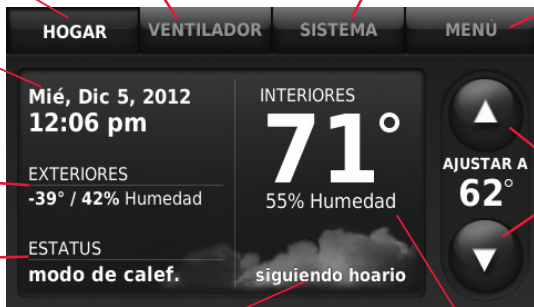 HOGAR VENTILADOR SISTEMA MENÚ
Mié, Dic 5, 2012
12:06 pm
EXTERIORES
-39° / 42% Humedad
ESTATUS
modo de calef.
INTERIORES
71°
55% Humedad
siguiendo hoario
AJUSTAR A
62°